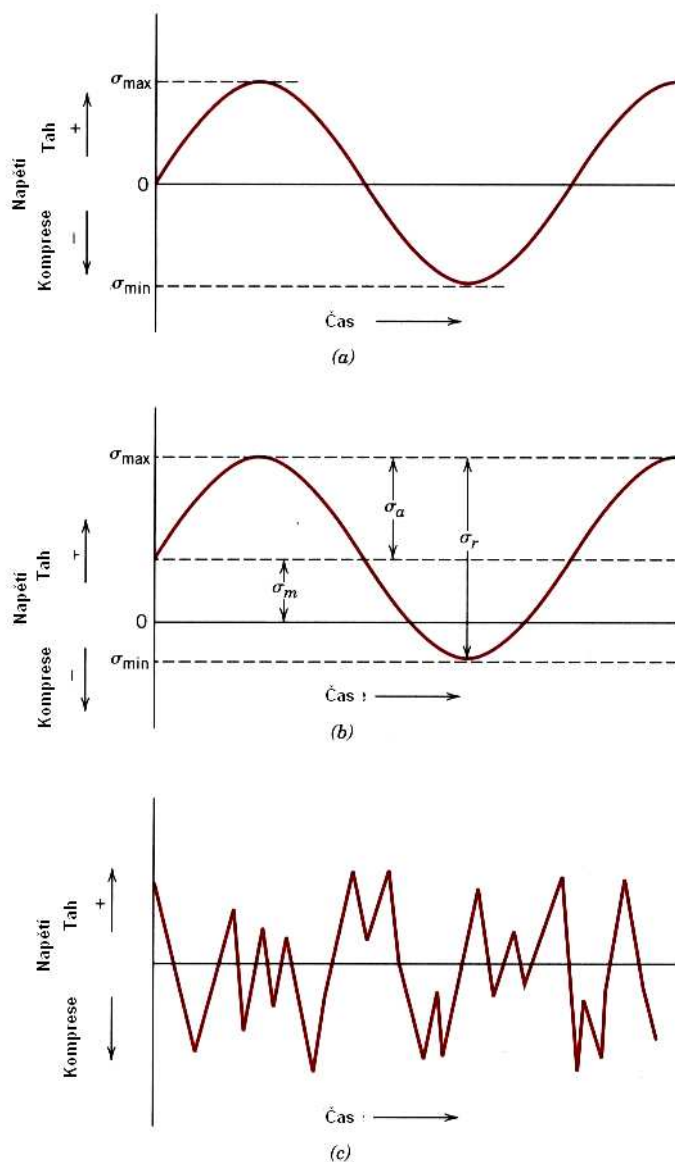 σmax
Tah +
0
Napětí
Komprese −
σmin
Čas
(a)
σmax
σa
σr
Tah
σm
Napětí
0
Komprese −
σmin
Čas
(b)
Tah +
Napětí
Komprese
Čas
(c)